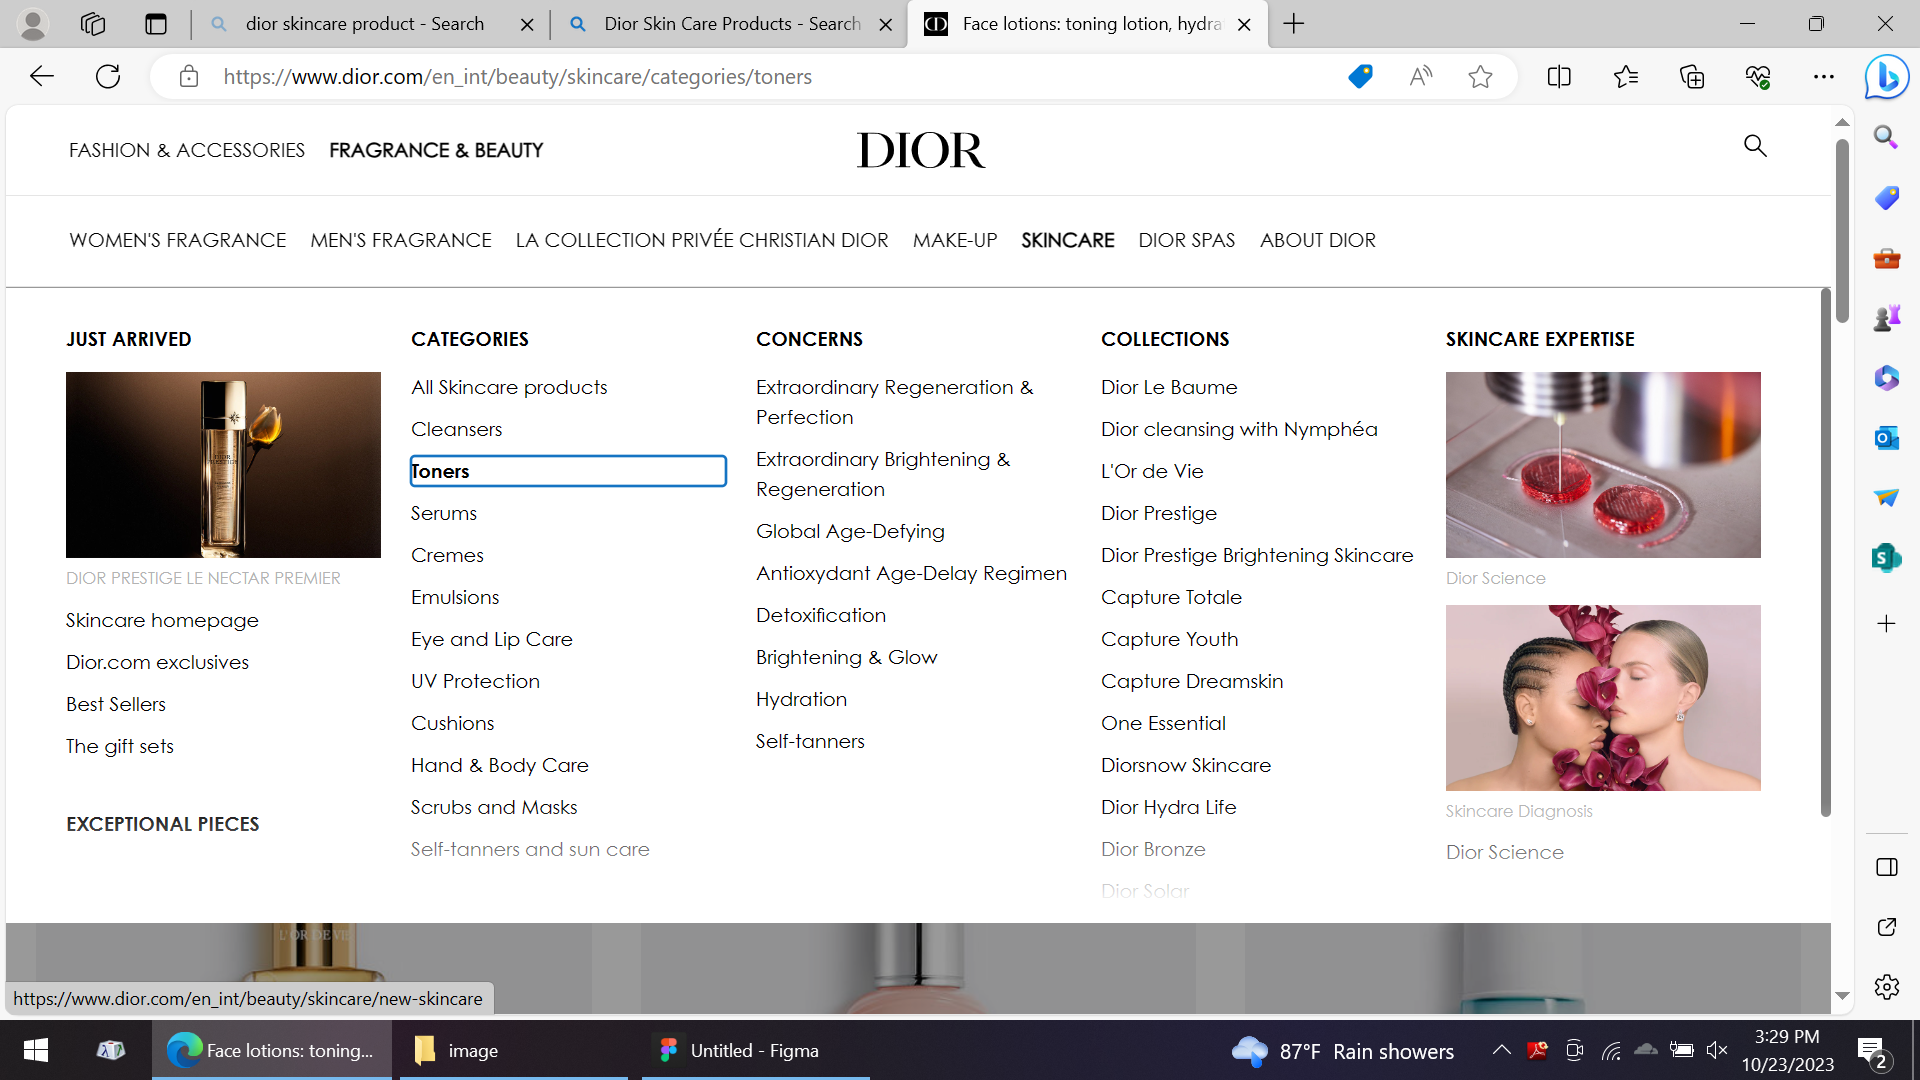 dior skincare product - Search
Dior Skin Care Products - Search
Face lotions: toning lotion, hydra
https://www.dior.com/en_int/beauty/skincare/categories/toners
FASHION & ACCESSORIES
FRAGRANCE & BEAUTY
DIOR
WOMEN'S FRAGRANCE
MEN'S FRAGRANCE
LA COLLECTION PRIVÉE CHRISTIAN DIOR
MAKE-UP
SKINCARE
DIOR SPAS
ABOUT DIOR
JUST ARRIVED
DIOR PRESTIGE LE NECTAR PREMIER
Skincare homepage
Dior.com exclusives
Best Sellers
The gift sets
EXCEPTIONAL PIECES
CATEGORIES
All Skincare products
Cleansers
Toners
Serums
Cremes
Emulsions
Eye and Lip Care
UV Protection
Cushions
Hand & Body Care
Scrubs and Masks
Self-tanners and sun care
CONCERNS
Extraordinary Regeneration &
Perfection
Extraordinary Brightening &
Regeneration
Global Age-Defying
Antioxydant Age-Delay Regimen
Detoxification
Brightening & Glow
Hydration
Self-tanners
COLLECTIONS
Dior Le Baume
Dior cleansing with Nymphéa
L'Or de Vie
Dior Prestige
Dior Prestige Brightening Skincare
Capture Totale
Capture Youth
Capture Dreamskin
One Essential
Diorsnow Skincare
Dior Hydra Life
Dior Bronze
Dior Solar
SKINCARE EXPERTISE
Dior Science
Skincare Diagnosis
Dior Science
L'OR DE VIE
https://www.dior.com/en_int/beauty/skincare/new-skincare
Face lotions: toning...
image
Untitled - Figma
87°F Rain showers
3:29 PM
10/23/2023
2